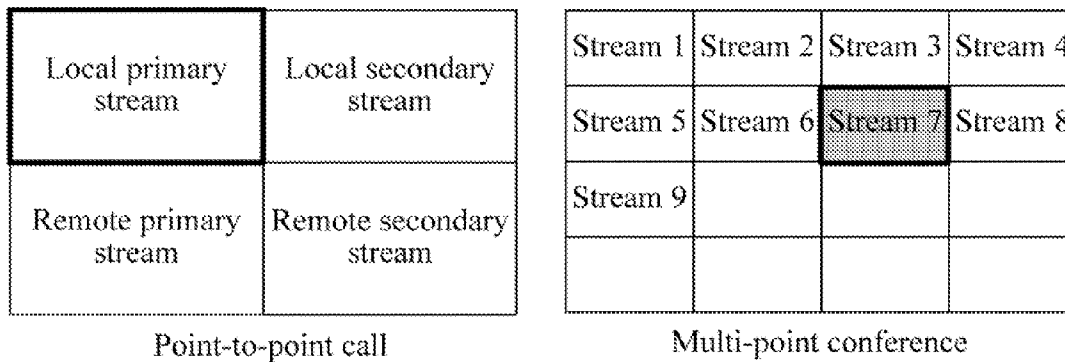 Local primary
stream
Local secondary
stream
Remote primary
stream
Remote secondary
stream
Point-to-point call
Stream 1 Stream 2 Stream 3 Stream 4
Stream 5 Stream 6 Stream 7 Stream 8
Stream 9
Multi-point conference